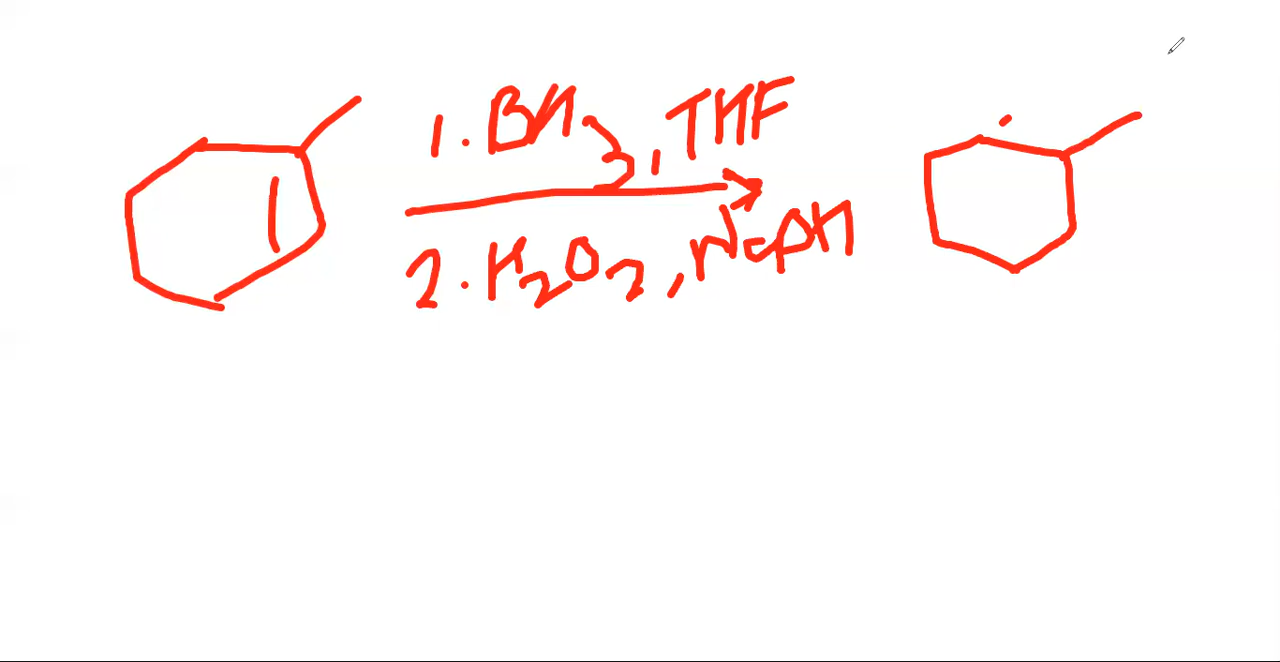 1. BH3, THF
2. H2O2, NaOH